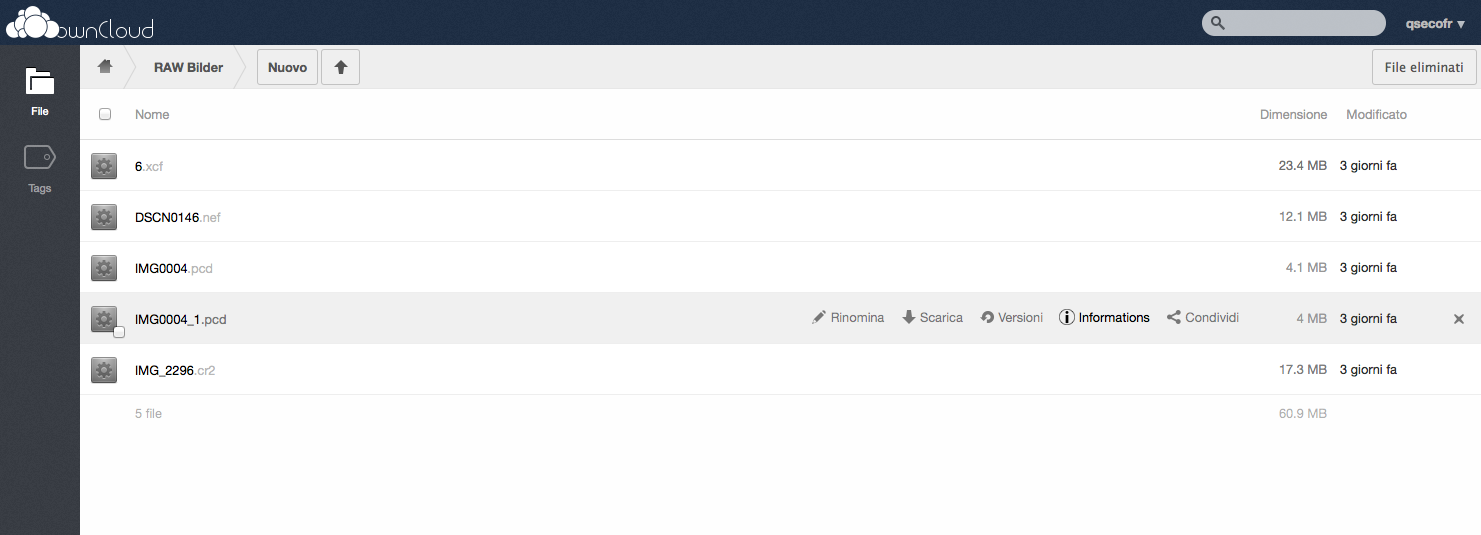 ownCloud
qsecofr ▼
File
Tags
RAW Bilder Nuovo File eliminati
Nome Dimensione Modificato
6.xcf 23.4 MB 3 giorni fa
DSCN0146.nef 12.1 MB 3 giorni fa
IMG0004.pcd 4.1 MB 3 giorni fa
IMG0004_1.pcd Rinomina Scarica Versioni Informations Condividi 4 MB 3 giorni fa
IMG_2296.cr2 17.3 MB 3 giorni fa
5 file 60.9 MB